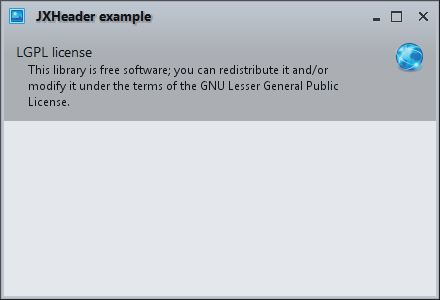 JXHeader example
LGPL license
This library is free software; you can redistribute it and/or
modify it under the terms of the GNU Lesser General Public
License.